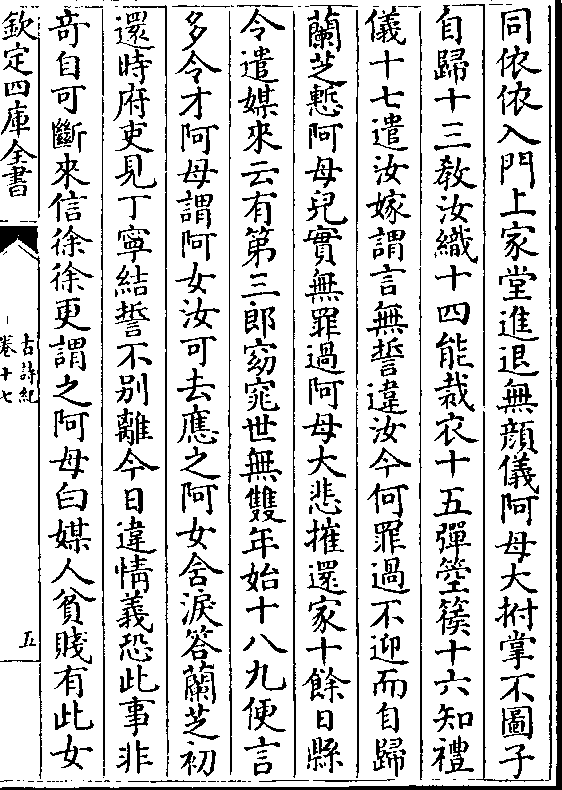 同依依入門上家堂進退無顔儀阿母大拊掌不圖子
自歸十三敎汝織十四能裁衣十五彈箜篌十六知禮
儀十七遣汝嫁謂言無誓違汝今何罪過不迎而自歸
蘭芝慙阿母兒實無罪過阿母大悲摧還家十餘日縣
令遣媒來云有第三郎窈窕世無雙年始十八九便言
多令才阿母謂阿女汝可去應之阿女含淚答蘭芝初
還時府吏見丁寧結誓不别離今日違情義恐此事非
竒自可斷來信徐徐更謂之阿母白媒人貧賤有此女
欽定四庫全書
古詩紀
卷十七
五